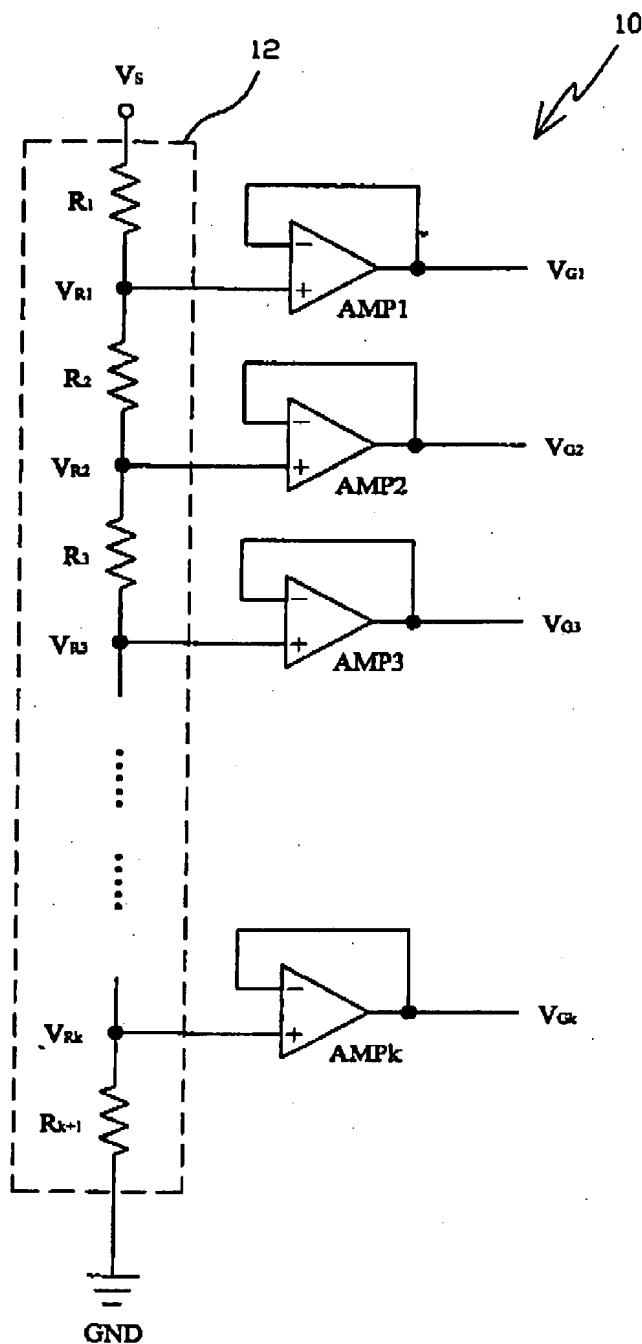 10
12
Vs
R1
VR1
AMP1
VG1
R2
VR2
AMP2
VG2
R3
VR3
AMP3
VG3
VRk
AMPk
VGk
Rk+1
GND